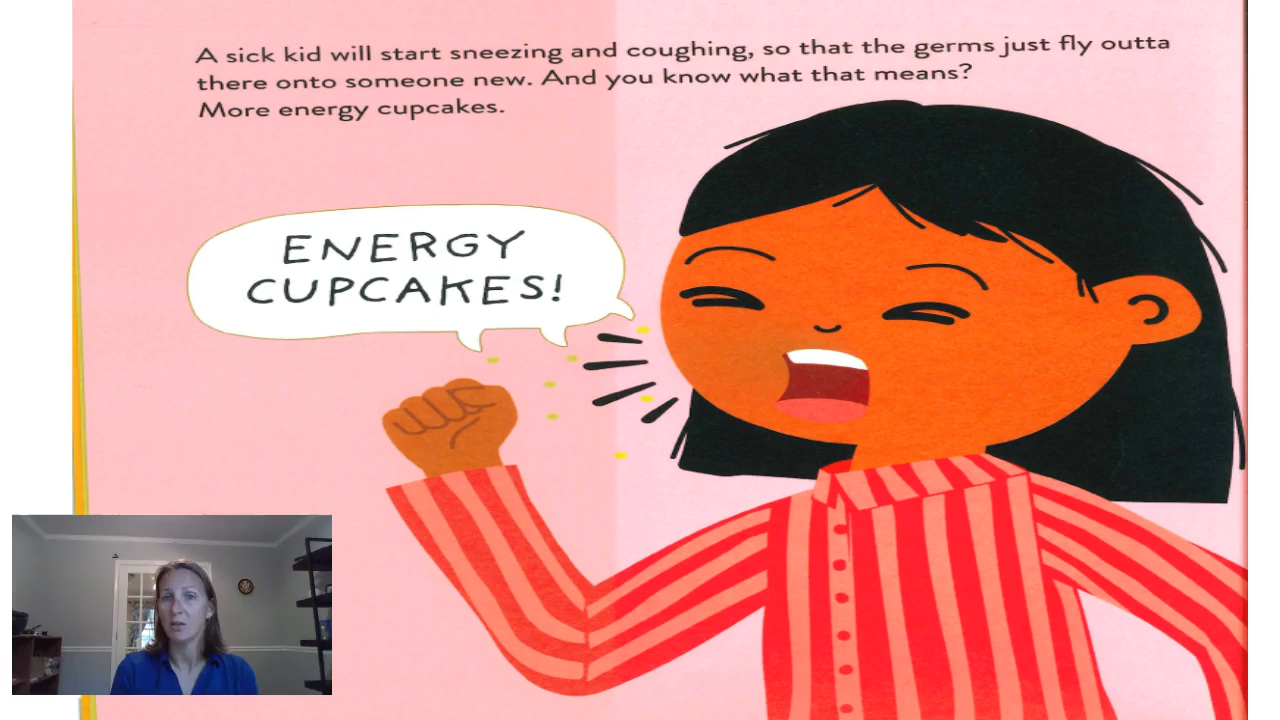 A sick kid will start sneezing and coughing, so that the germs just fly outta
there onto someone new. And you know what that means?
More energy cupcakes.
ENERGY
CUPCAKES!